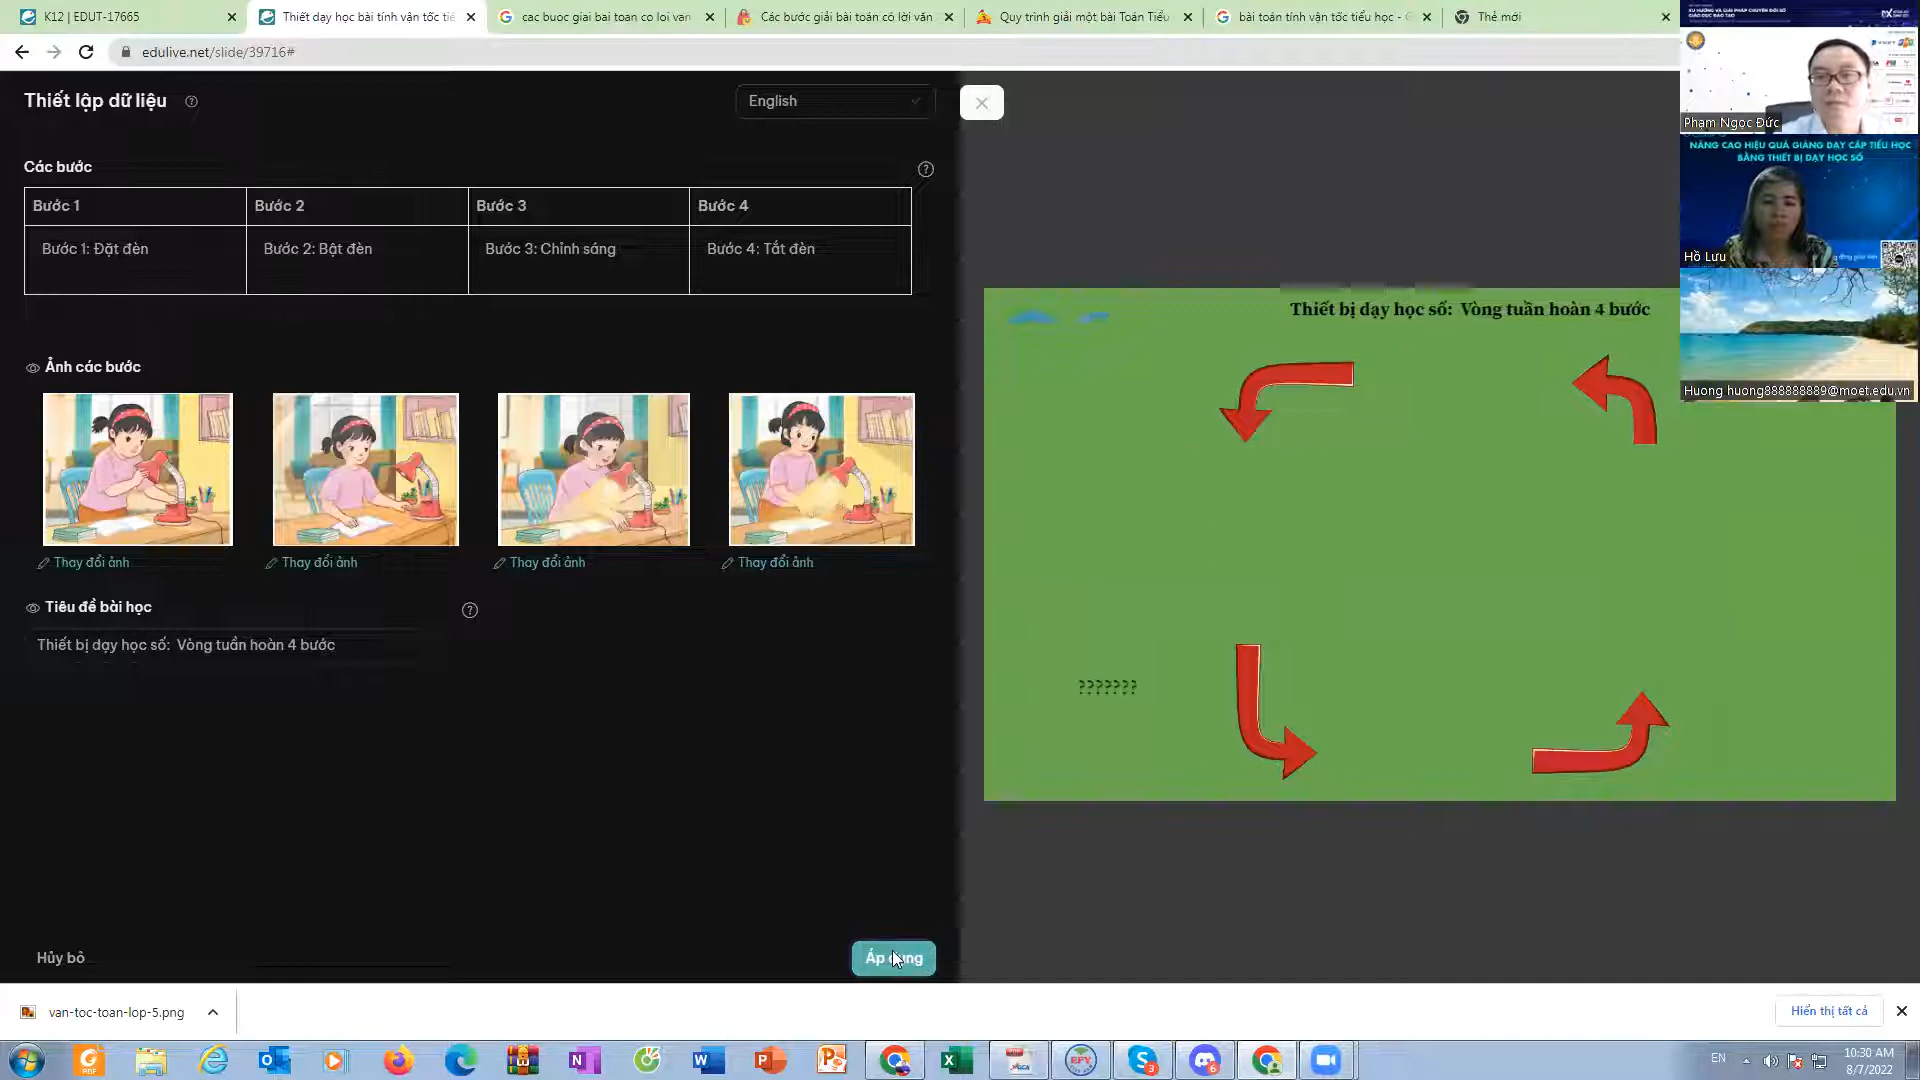 K12 | EDUT-17665
Thiết dạy học bài tính vận tốc tiể
cac buoc giai bai toan co loi van
Các bước giải bài toán có lời văn
Quy trình giải một bài Toán Tiểu
bài toán tính vận tốc tiểu học - G
Thẻ mới
edulive.net/slide/39716#
Thiết lập dữ liệu
English
Các bước
Bước 1
Bước 2
Bước 3
Bước 4
Bước 1: Đặt đèn
Bước 2: Bật đèn
Bước 3: Chỉnh sáng
Bước 4: Tắt đèn
Ảnh các bước
Thay đổi ảnh
Thay đổi ảnh
Thay đổi ảnh
Thay đổi ảnh
Tiêu đề bài học
Thiết bị dạy học số: Vòng tuần hoàn 4 bước
Hủy bỏ
Áp dụng
Thiết bị dạy học số: Vòng tuần hoàn 4 bước
???????
Phạm Ngọc Đức
NÂNG CAO HIỆU QUẢ GIẢNG DẠY CẤP TIỂU HỌC
BẰNG THIẾT BỊ DẠY HỌC SỐ
Hồ Lưu
Huong huong888888889@moet.edu.vn
van-toc-toan-lop-5.png
Hiển thị tất cả
EN
10:30 AM
8/7/2022